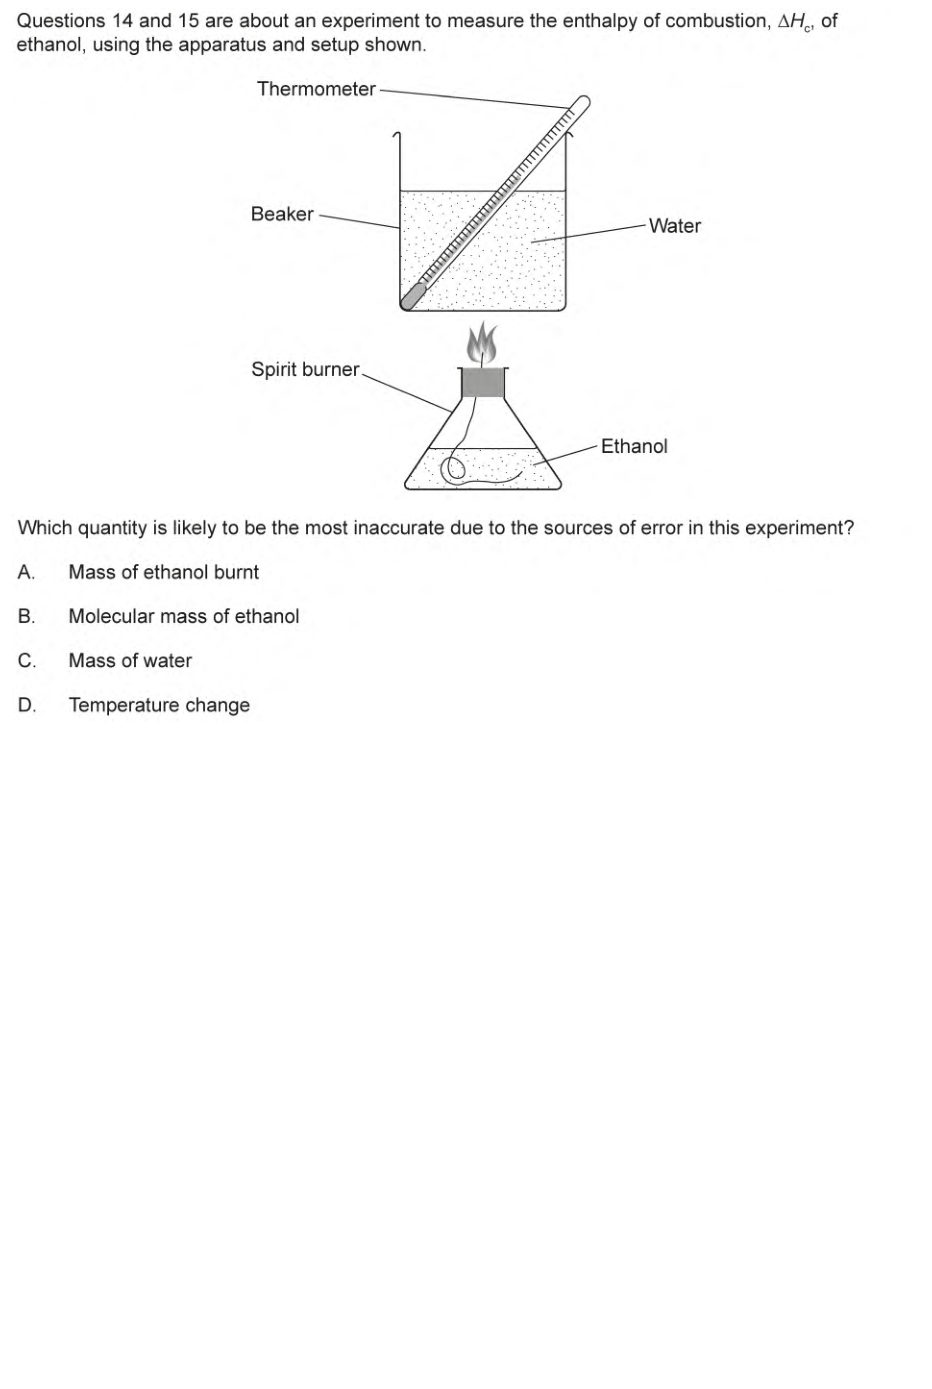 Questions 14 and 15 are about an experiment to measure the enthalpy of combustion, ΔHc, of
ethanol, using the apparatus and setup shown.
Thermometer
Beaker
Water
Spirit burner
Ethanol
Which quantity is likely to be the most inaccurate due to the sources of error in this experiment?
A. Mass of ethanol burnt
B. Molecular mass of ethanol
C. Mass of water
D. Temperature change